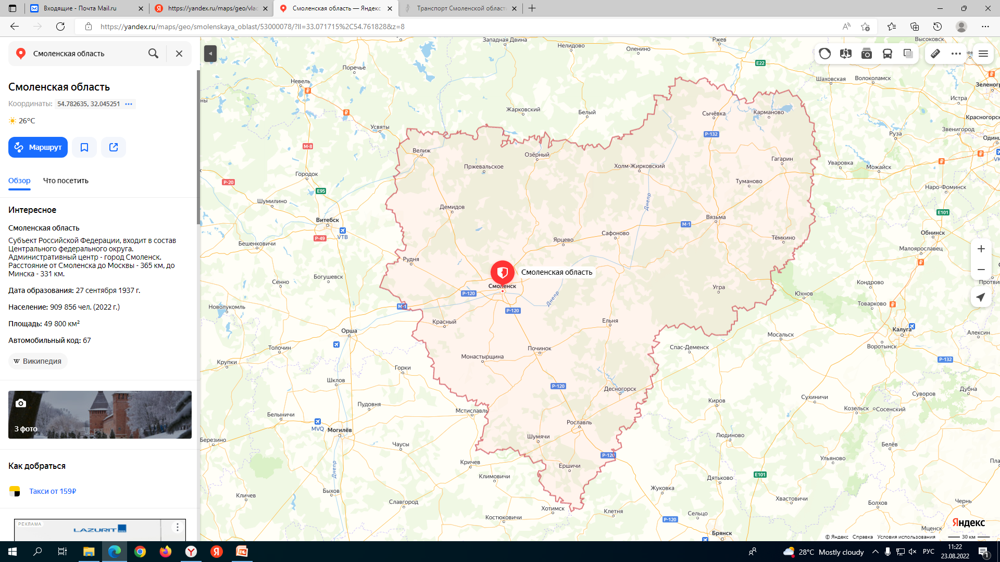 Входящие - Почта Mail.ru
https://yandex.ru/maps/geo/vlad
Смоленская область — Яндекс
Транспорт Смоленской области
https://yandex.ru/maps/geo/smolenskaya_oblast/53000078/?ll=33.071715%2C54.761828&z=8
Смоленская область
Смоленская область
Координаты: 54.782635, 32.045251
26°C
Маршрут
Обзор
Что посетить
Интересное
Смоленская область
Субъект Российской Федерации, входит в состав
Центрального федерального округа.
Административный центр - город Смоленск.
Расстояние от Смоленска до Москвы - 365 км, до
Минска - 331 км.
Дата образования: 27 сентября 1937 г.
Население: 909 856 чел. (2022 г.)
Площадь: 49 800 км²
Автомобильный код: 67
W Википедия
3 фото
Как добраться
Такси от 159₽
РЕКЛАМА
LAZURIT
Западная Двина
Нелидово
Оленино
Ржев
Высоковск
E22
Поречье
Невель
Шаховская
Волоколамск
Зеленогр
Истра
Красногорск
Жарковский
Белый
Сычёвка
Карманово
Усвяты
Звенигород
Руза
Одинц
Р-132
М-8
Велиж
Озёрный
Гагарин
Пржевальское
Холм-Жирковский
Уваровка
Можайск
Городок
Р-20
Туманово
Наро-Фоминск
E95
Шумилино
Демидов
Днепр
E101
Витебск
VTB
Вязьма
М-1
Обнинск
Р-49
Сафоново
Ярцево
Тёмкино
Бешенковичи
Малоярославец
Рудня
Смоленская область
Сенно
Богушевск
Смоленск
Р-120
Днепр
Угра
Кондрово
Протви
Юхнов
Товарково
Новолукомль
М-1
Р-120
Красный
Ельня
Орша
Калуга
Мосальск
Алексин
Толочин
Починок
Спас-Деменск
Воротынск
Монастырщина
Крупки
Р-132
Горки
Шклов
Р-120
Десногорск
Дубна
Суворов
Пудовня
Киров
Сухиничи
Козельск
Сосенский
Мстиславль
Белыничи
MVQ
Могилёв
Рославль
Шумячи
Людиново
Березино
Чаусы
Белёв
Р-120
Кричев
Ершичи
Ульяново
Пла
Днепр
Климовичи
E101
Дятьково
Быхов
Жуковка
Кличев
Хвастовичи
Славгород
Болхов
Чернь
Хотимск
Клетня
Сельцо
Костюковичи
Р-120
Яндекс
Мценск
Брянск
© Яндекс Справка Условия использования 30 км
28°C Mostly cloudy
РУС
11:22
23.08.2022
1